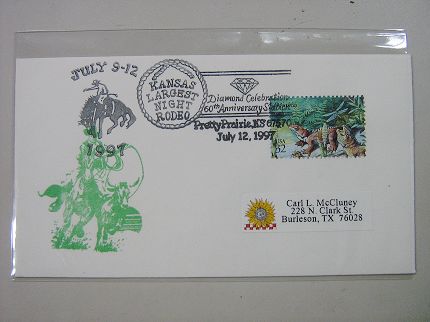 JULY 9-12
1997
KANSAS
LARGEST
NIGHT
RODEO
Diamond Celebration
60th Anniversary Station
Pretty Prairie, KS 67570
July 12, 1997
USA
32
Carl L. McCluney
228 N. Clark St.
Burleson, TX 76028